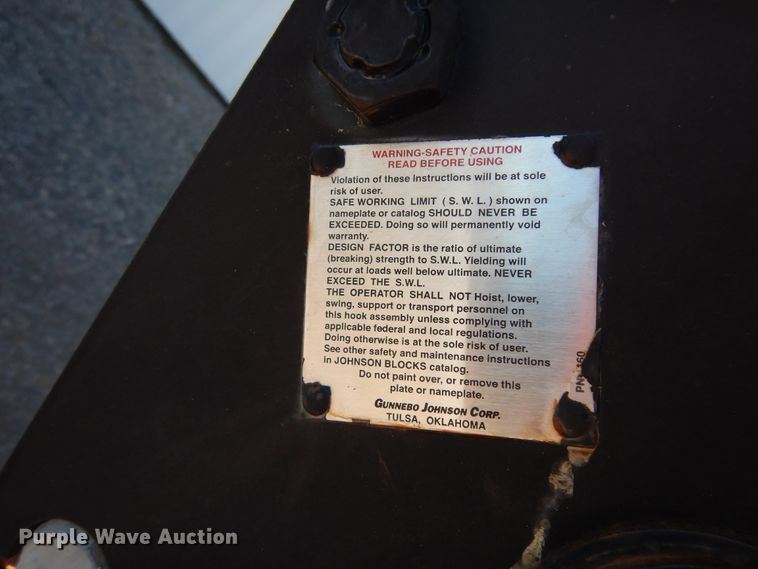 WARNING-SAFETY CAUTION
READ BEFORE USING
Violation of these instructions will be at sole
risk of user.
SAFE WORKING LIMIT ( S. W. L. ) shown on
nameplate or catalog SHOULD NEVER BE
EXCEEDED. Doing so will permanently void
warranty.
DESIGN FACTOR is the ratio of ultimate
(breaking) strength to S.W.L. Yielding will
occur at loads well below ultimate. NEVER
EXCEED THE S.W.L.
THE OPERATOR SHALL NOT Hoist, lower,
swing, support or transport personnel on
this hook assembly unless complying with
applicable federal and local regulations.
Doing otherwise is at the sole risk of user.
See other safety and maintenance instructions
in JOHNSON BLOCKS catalog.
Do not paint over, or remove this
plate or nameplate.
GUNNEBO JOHNSON CORP.
TULSA, OKLAHOMA
Purple Wave Auction